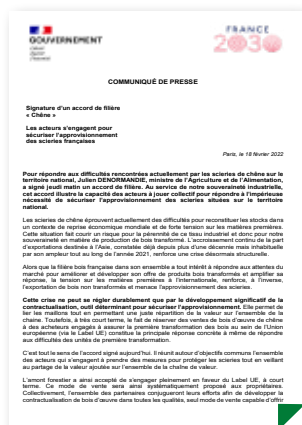 GOUVERNEMENT
FRANCE
2030
COMMUNIQUÉ DE PRESSE
Signature d'un accord de filière
« Chêne »
Les acteurs s'engagent pour
sécuriser l'approvisionnement
des scieries françaises
Paris, le 18 février 2022
Pour répondre aux difficultés rencontrées actuellement par les scieries de chêne sur le
territoire national, Julien DENORMANDIE, ministre de l'Agriculture et de l'Alimentation,
a signé jeudi matin un accord de filière. Au service de notre souveraineté industrielle,
cet accord illustre la capacité des acteurs à jouer collectif pour répondre à l'impérieuse
nécessité de sécuriser l'approvisionnement des scieries situées sur le territoire
national.
Les scieries de chêne éprouvent actuellement des difficultés pour reconstituer les stocks dans
un contexte de reprise économique mondiale et de forte tension sur les matières premières.
Cette situation fait courir un risque pour la pérennité de ce tissu industriel et donc pour notre
souveraineté en matière de production de bois transformé. L'accroissement continu de la part
d'exportations destinée à l'Asie, constatée déjà depuis plus d'une décennie mais inhabituelle
par son ampleur tout au long de l'année 2021, renforce une crise désormais structurelle.
Alors que la filière bois française dans son ensemble a tout intérêt à répondre aux attentes du
marché pour améliorer et développer son offre de produits bois transformés et amplifier sa
réponse, la tension sur les matières premières à l'internationale, renforce, à l'inverse,
l'exportation de bois non transformés et menace l'approvisionnement des scieries.
Cette crise ne peut se régler durablement que par le développement significatif de la
contractualisation, outil déterminant pour sécuriser l'approvisionnement. Elle permet de
lier les maillons tout en permettant une juste répartition de la valeur sur l'ensemble de la
chaine. Toutefois, à très court terme, le fait de réserver des ventes de bois d'œuvre de chêne
à des acheteurs engagés à assurer la première transformation des bois au sein de l'Union
européenne (via le Label UE) constitue la principale réponse concrète à même de répondre
aux difficultés des unités de première transformation.
C'est tout le sens de l'accord signé aujourd'hui. Il réunit autour d'objectifs communs l'ensemble
des acteurs qui s'engagent à prendre des mesures pour protéger les scieries tout en veillant
au partage de la valeur ajoutée sur l'ensemble de la chaîne de valeur.
L'amont forestier a ainsi accepté de s'engager pleinement en faveur du Label UE, à court
terme. Ce mode de vente sera ainsi systématiquement proposé aux propriétaires.
Collectivement, l'ensemble des partenaires conjugueront leurs efforts afin de développer la
contractualisation de bois d'œuvre dans toutes les qualités, seul mode de vente capable d'offrir